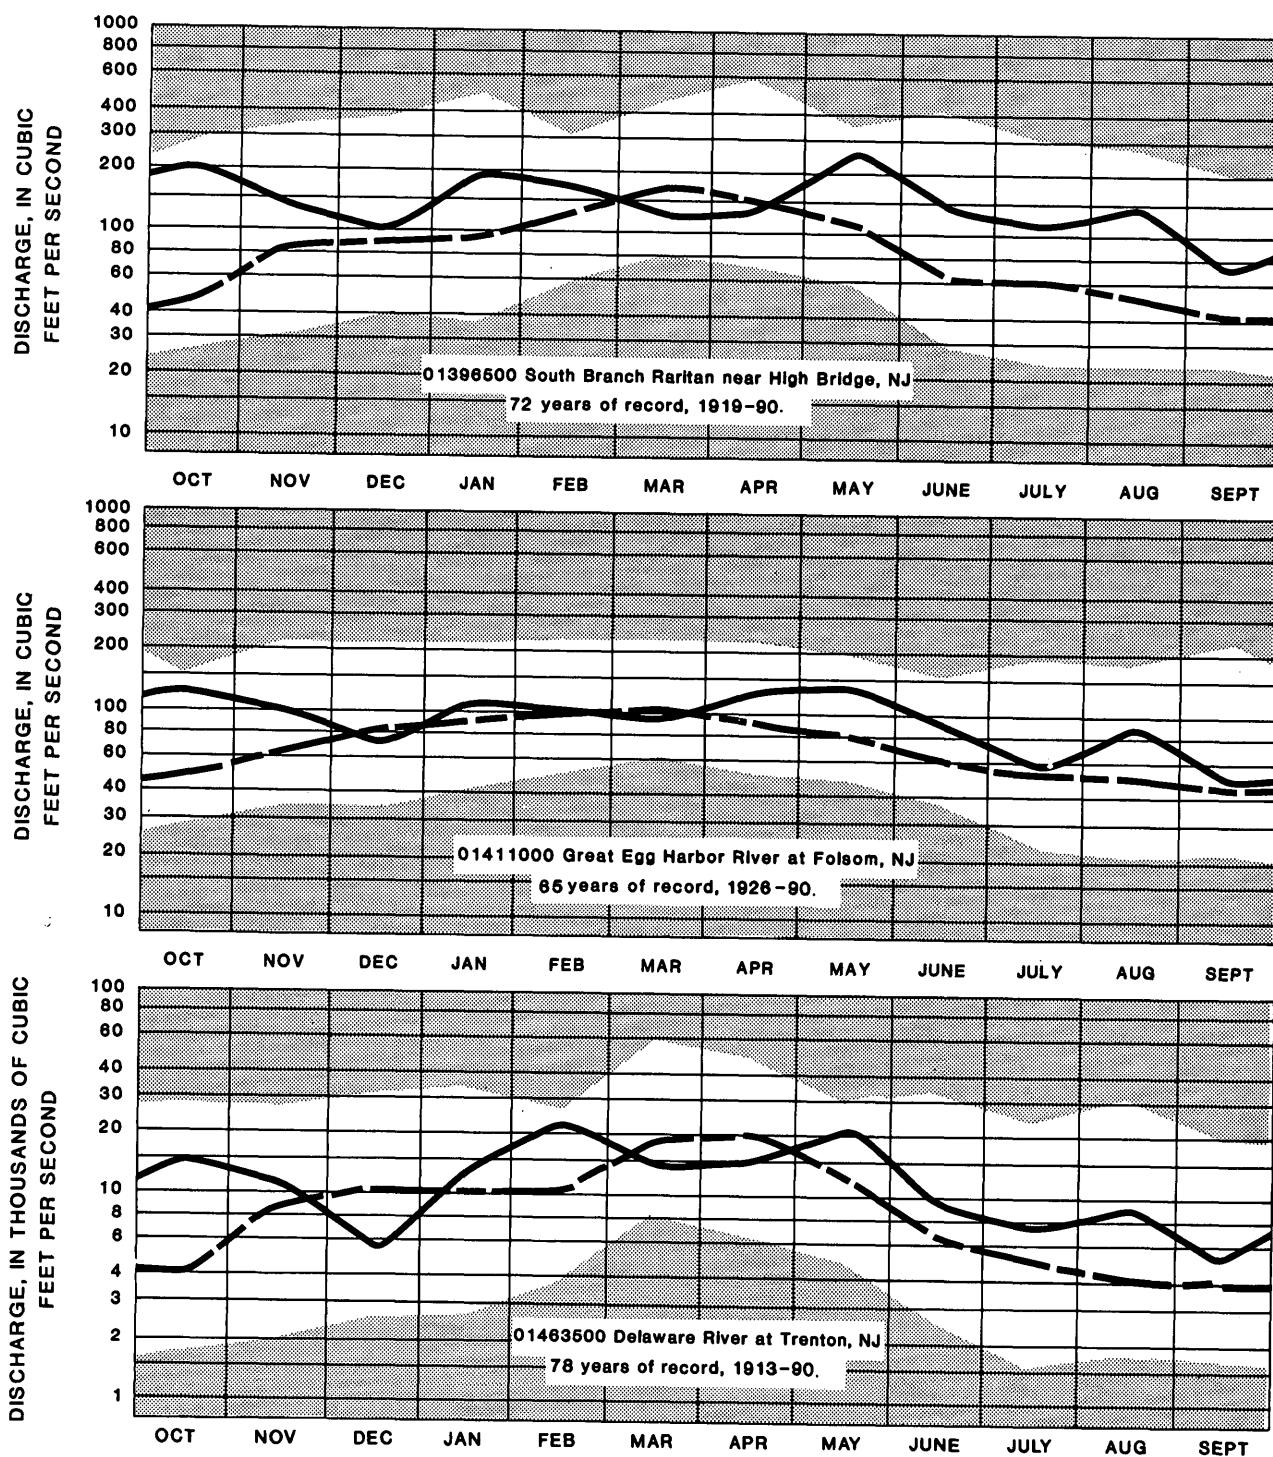 DISCHARGE, IN CUBIC
FEET PER SECOND
1000
800
600
400
300
200
100
80
60
40
30
20
10
01396500 South Branch Raritan near High Bridge, NJ
72 years of record, 1919-90.
OCT NOV DEC JAN FEB MAR APR MAY JUNE JULY AUG SEPT
DISCHARGE, IN CUBIC
FEET PER SECOND
1000
800
600
400
300
200
100
80
60
40
30
20
10
01411000 Great Egg Harbor River at Folsom, NJ
65 years of record, 1926-90.
OCT NOV DEC JAN FEB MAR APR MAY JUNE JULY AUG SEPT
DISCHARGE, IN THOUSANDS OF CUBIC
FEET PER SECOND
100
80
60
40
30
20
10
8
6
4
3
2
1
01463500 Delaware River at Trenton, NJ
78 years of record, 1913-90.
OCT NOV DEC JAN FEB MAR APR MAY JUNE JULY AUG SEPT